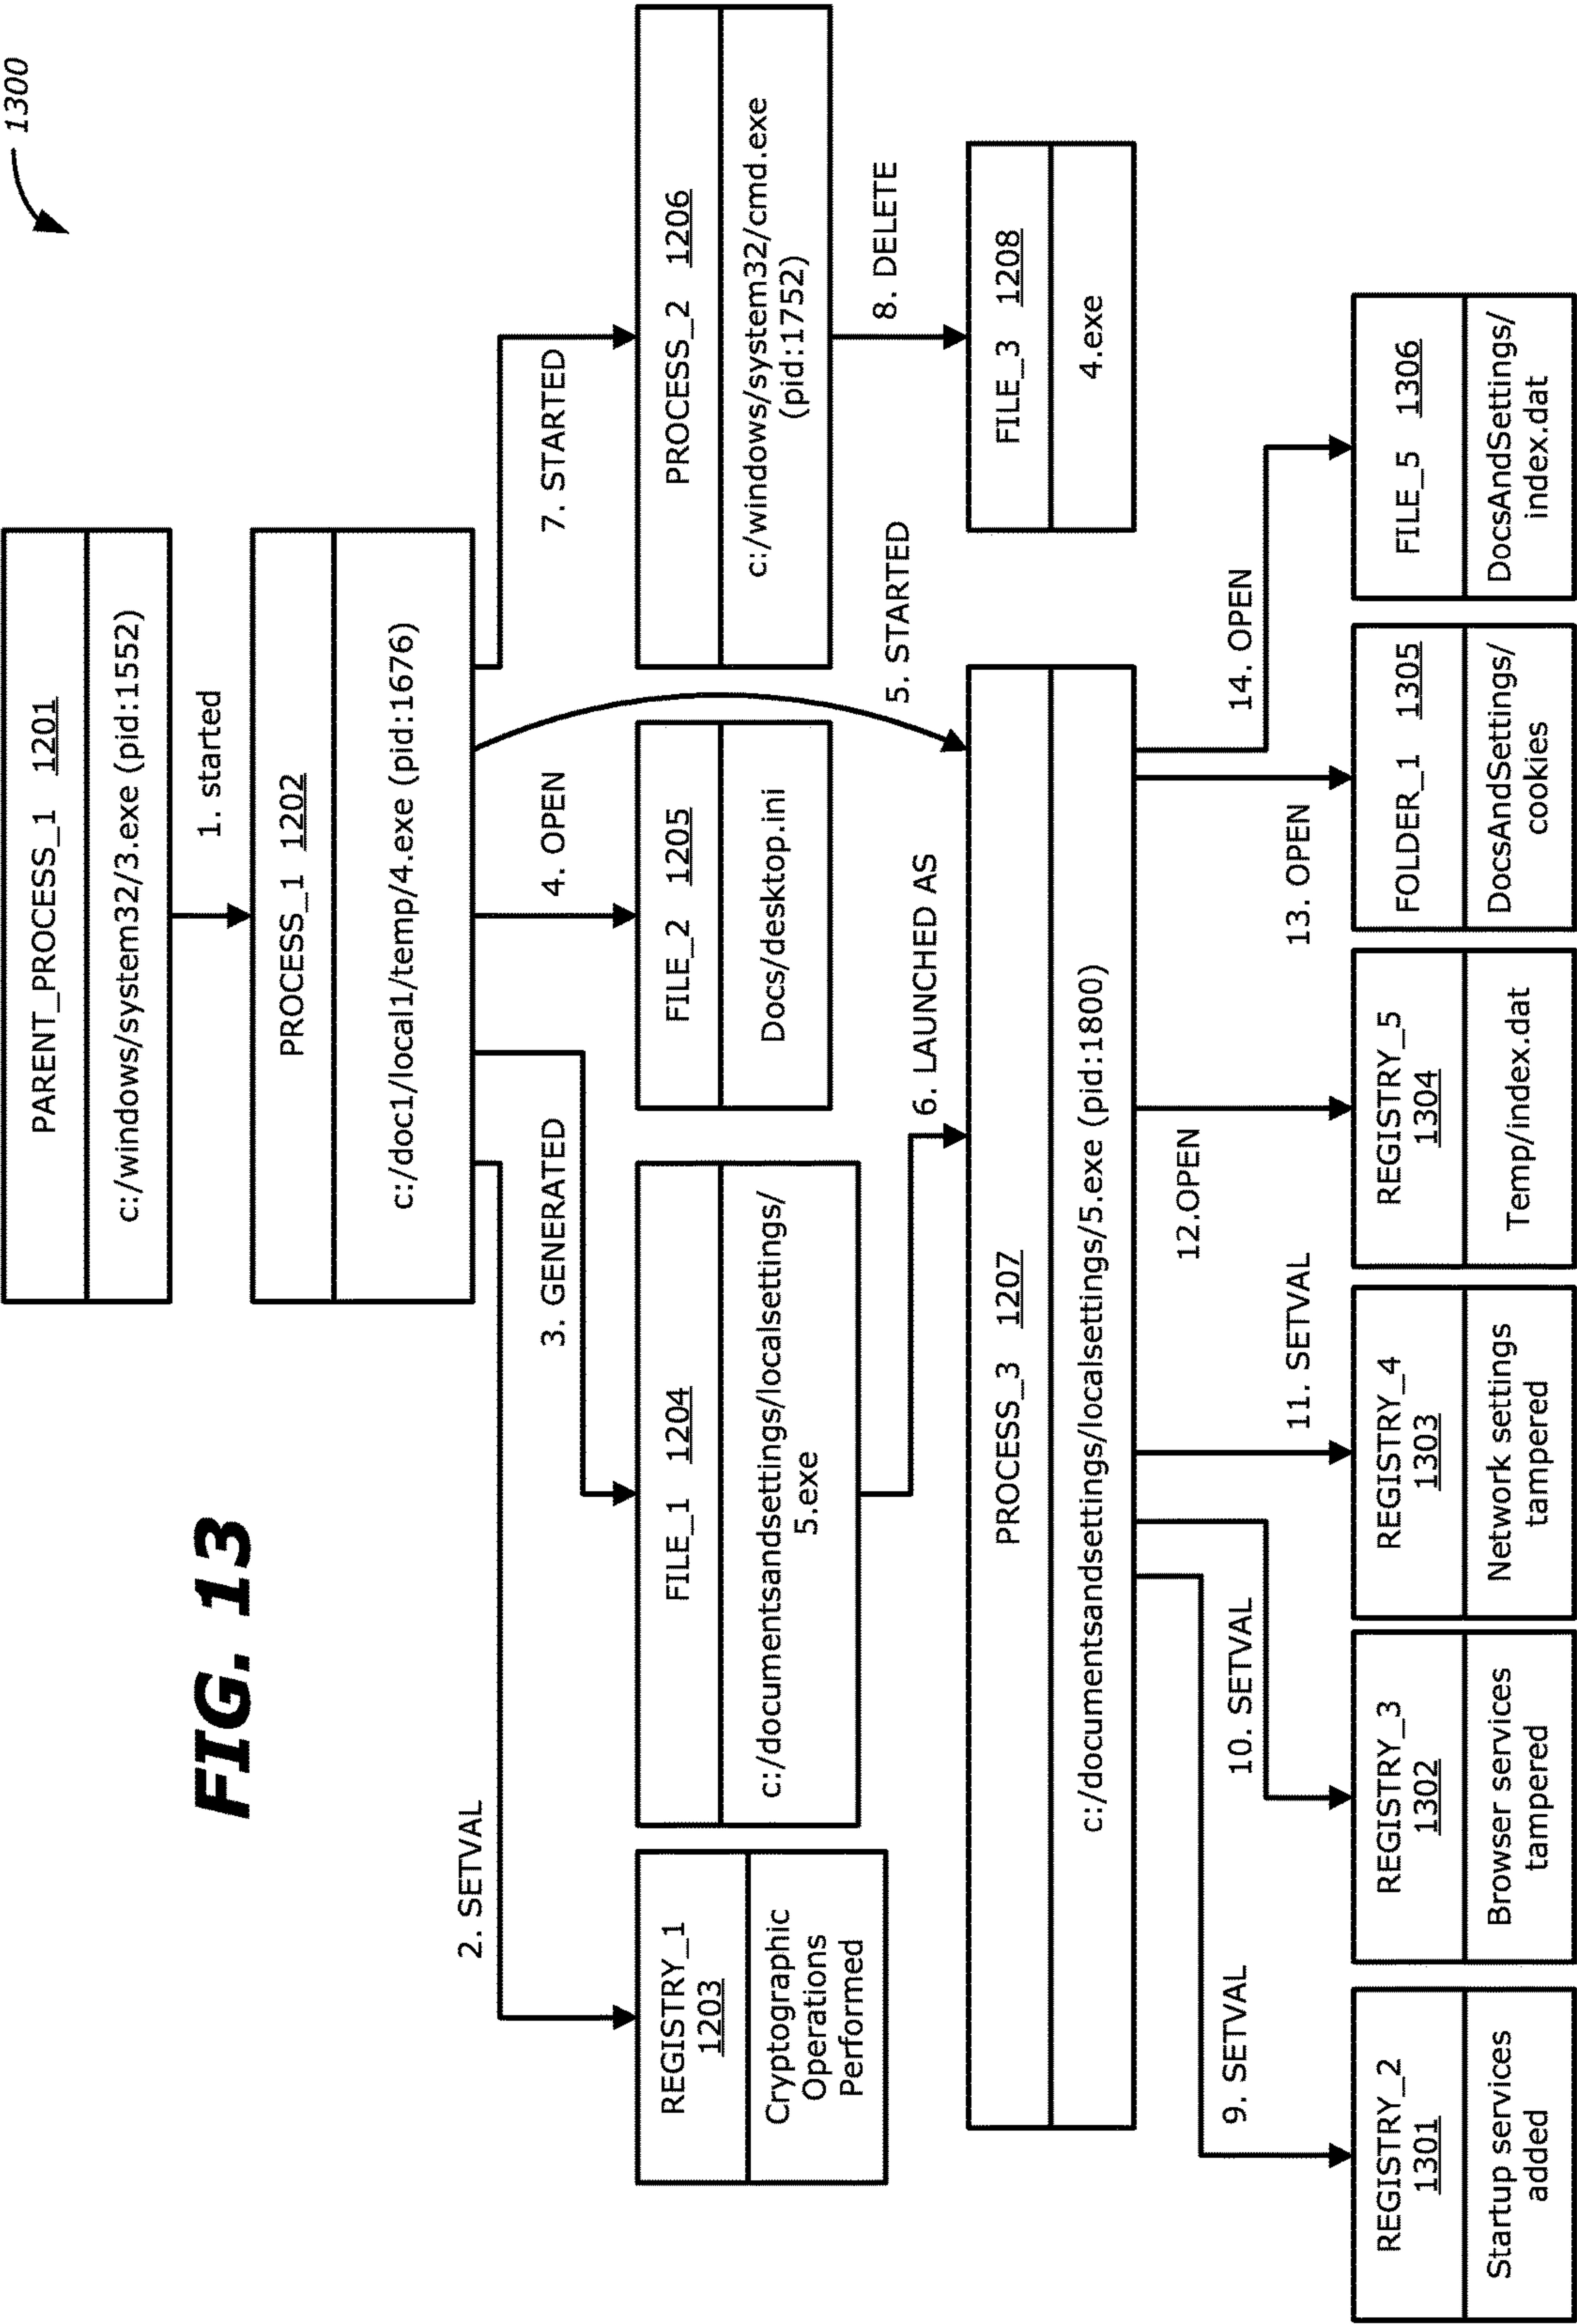 1300
FIG. 13
PARENT_PROCESS_1 1201
c:/windows/system32/3.exe (pid:1552)
1. started
PROCESS_1 1202
c:/doc1/local1/temp/4.exe (pid:1676)
2. SETVAL
3. GENERATED
4. OPEN
7. STARTED
REGISTRY_1
1203
Cryptographic
Operations
Performed
FILE_1 1204
c:/documentsandsettings/localsettings/
5.exe
FILE_2 1205
Docs/desktop.ini
PROCESS_2 1206
c:/windows/system32/cmd.exe
(pid:1752)
6. LAUNCHED AS
5. STARTED
8. DELETE
PROCESS_3 1207
c:/documentsandsettings/localsettings/5.exe (pid:1800)
FILE_3 1208
4.exe
9. SETVAL
10. SETVAL
11. SETVAL
12.OPEN
13. OPEN
14. OPEN
REGISTRY_2
1301
Startup services
added
REGISTRY_3
1302
Browser services
tampered
REGISTRY_4
1303
Network settings
tampered
REGISTRY_5
1304
Temp/index.dat
FOLDER_1 1305
DocsAndSettings/
cookies
FILE_5 1306
DocsAndSettings/
index.dat